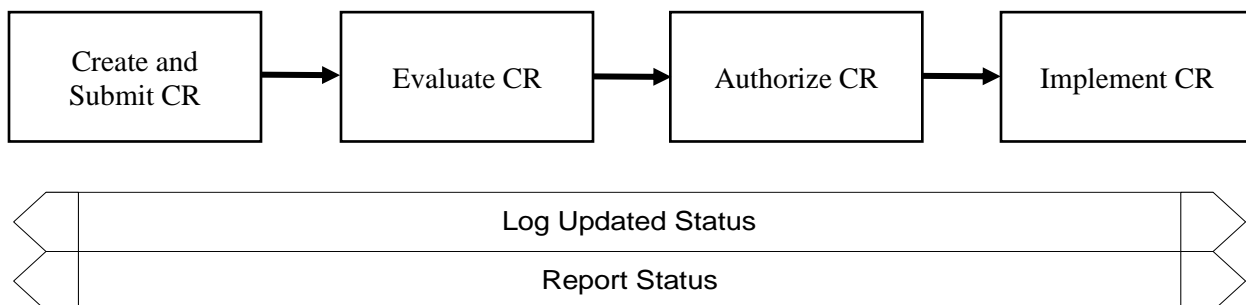 Create and
Submit CR
Evaluate CR
Authorize CR
Implement CR
Log Updated Status
Report Status